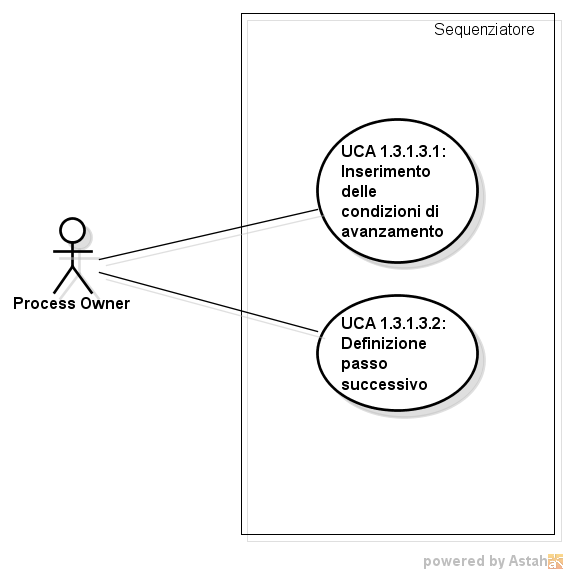 Sequenziatore
UCA 1.3.1.3.1:
Inserimento
delle
condizioni di
avanzamento
Process Owner
UCA 1.3.1.3.2:
Definizione
passo
successivo
powered by Astah